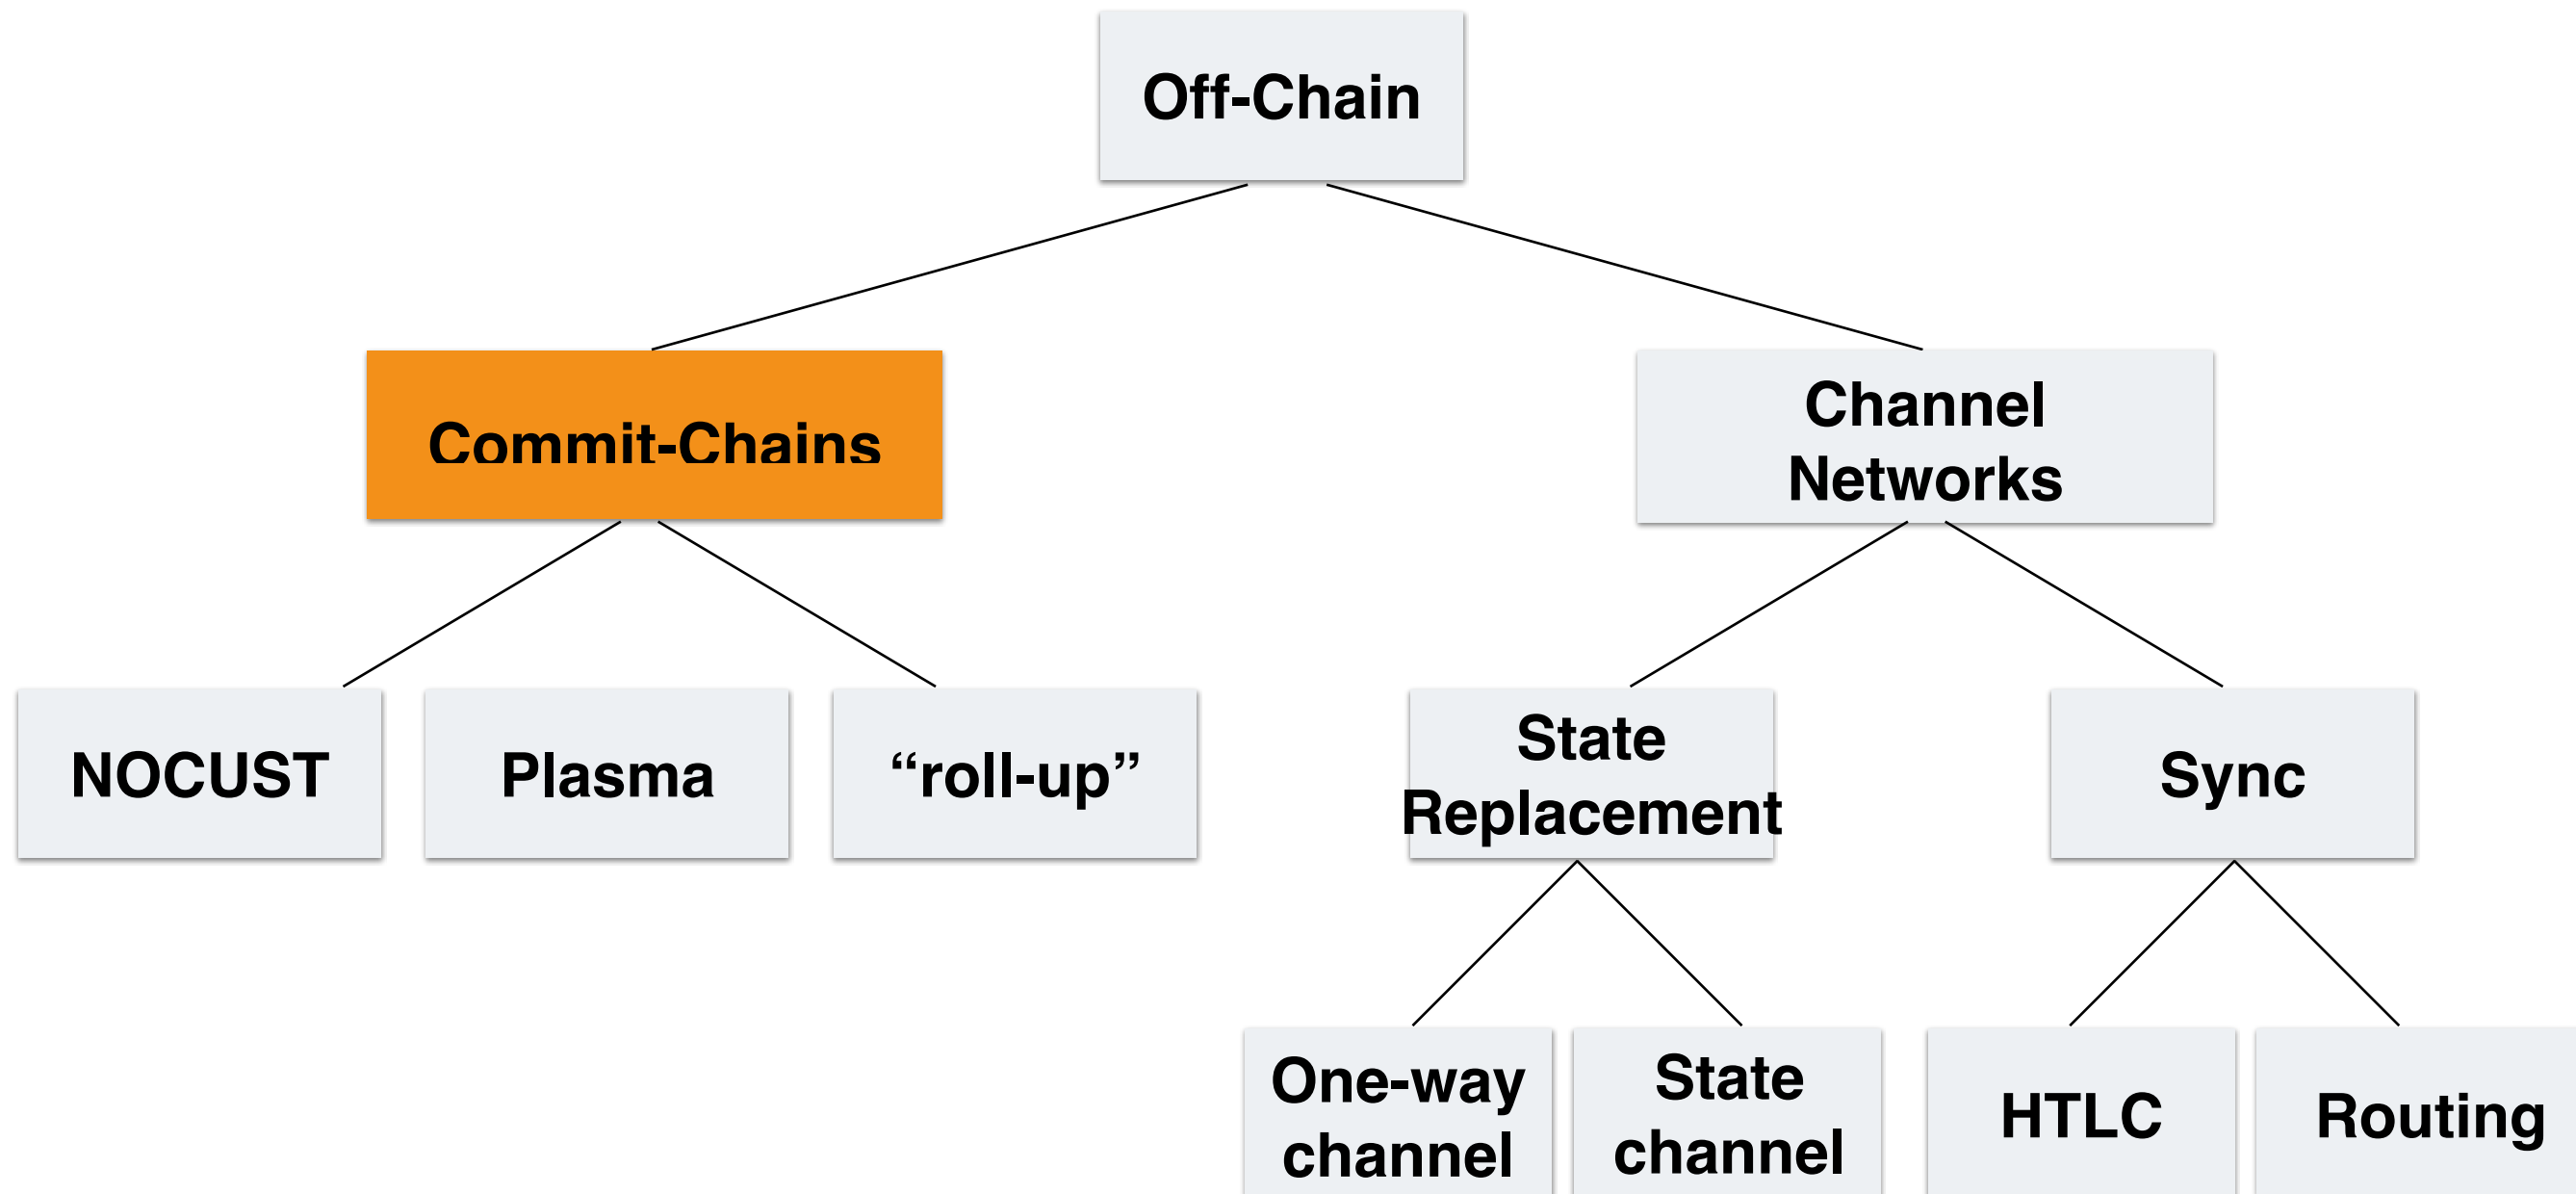 Off-Chain
Commit-Chains
Channel
Networks
NOCUST
Plasma
“roll-up”
State
Replacement
Sync
One-way
channel
State
channel
HTLC
Routing